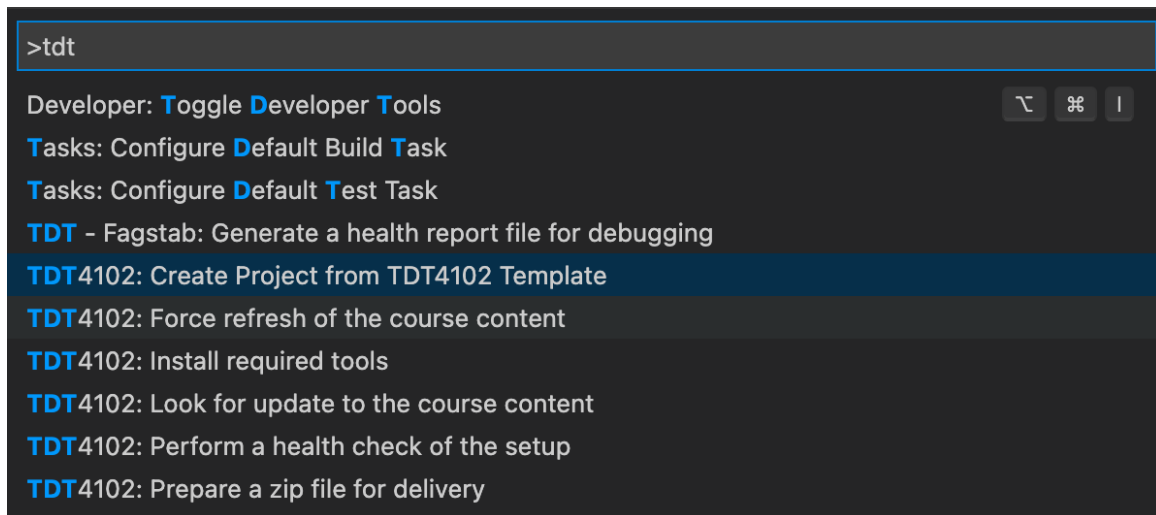 >tdt
Developer: Toggle Developer Tools ⌥ ⌘ I
Tasks: Configure Default Build Task
Tasks: Configure Default Test Task
TDT - Fagstab: Generate a health report file for debugging
TDT4102: Create Project from TDT4102 Template
TDT4102: Force refresh of the course content
TDT4102: Install required tools
TDT4102: Look for update to the course content
TDT4102: Perform a health check of the setup
TDT4102: Prepare a zip file for delivery